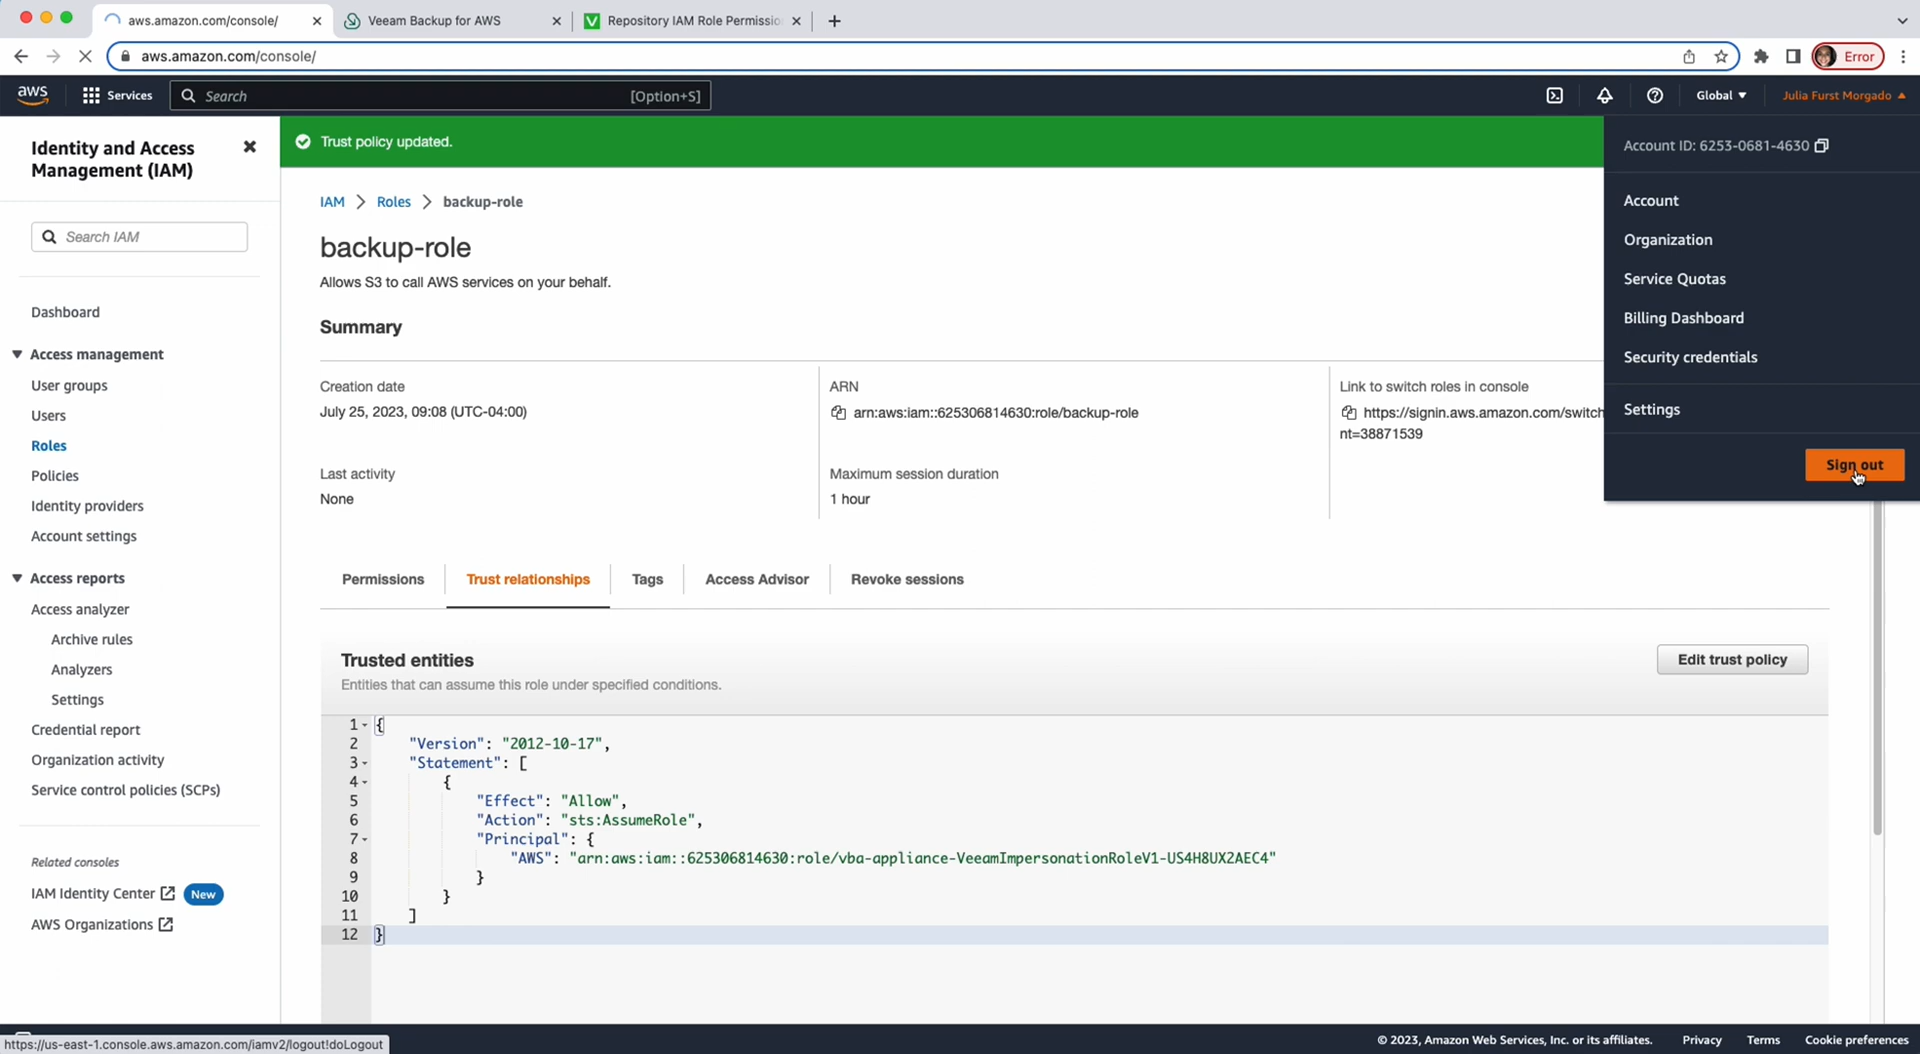 aws.amazon.com/console/
Veeam Backup for AWS
Repository IAM Role Permissio
aws.amazon.com/console/
Error
aws
Services
Search
[Option+S]
Global
Julia Furst Morgado
Identity and Access
Management (IAM)
Search IAM
Dashboard
Access management
User groups
Users
Roles
Policies
Identity providers
Account settings
Access reports
Access analyzer
Archive rules
Analyzers
Settings
Credential report
Organization activity
Service control policies (SCPs)
Related consoles
IAM Identity Center
New
AWS Organizations
Trust policy updated.
IAM > Roles > backup-role
backup-role
Allows S3 to call AWS services on your behalf.
Summary
Creation date
July 25, 2023, 09:08 (UTC-04:00)
ARN
arn:aws:iam::625306814630:role/backup-role
Link to switch roles in console
https://signin.aws.amazon.com/switch
nt=38871539
Last activity
None
Maximum session duration
1 hour
Permissions
Trust relationships
Tags
Access Advisor
Revoke sessions
Trusted entities
Entities that can assume this role under specified conditions.
Edit trust policy
1 {
2 "Version": "2012-10-17",
3 "Statement": [
4 {
5 "Effect": "Allow",
6 "Action": "sts:AssumeRole",
7 "Principal": {
8 "AWS": "arn:aws:iam::625306814630:role/vba-appliance-VeeamImpersonationRoleV1-US4H8UX2AEC4"
9 }
10 }
11 ]
12 }
Account ID: 6253-0681-4630
Account
Organization
Service Quotas
Billing Dashboard
Security credentials
Settings
Sign out
https://us-east-1.console.aws.amazon.com/iamv2/logout!doLogout
© 2023, Amazon Web Services, Inc. or its affiliates.
Privacy
Terms
Cookie preferences